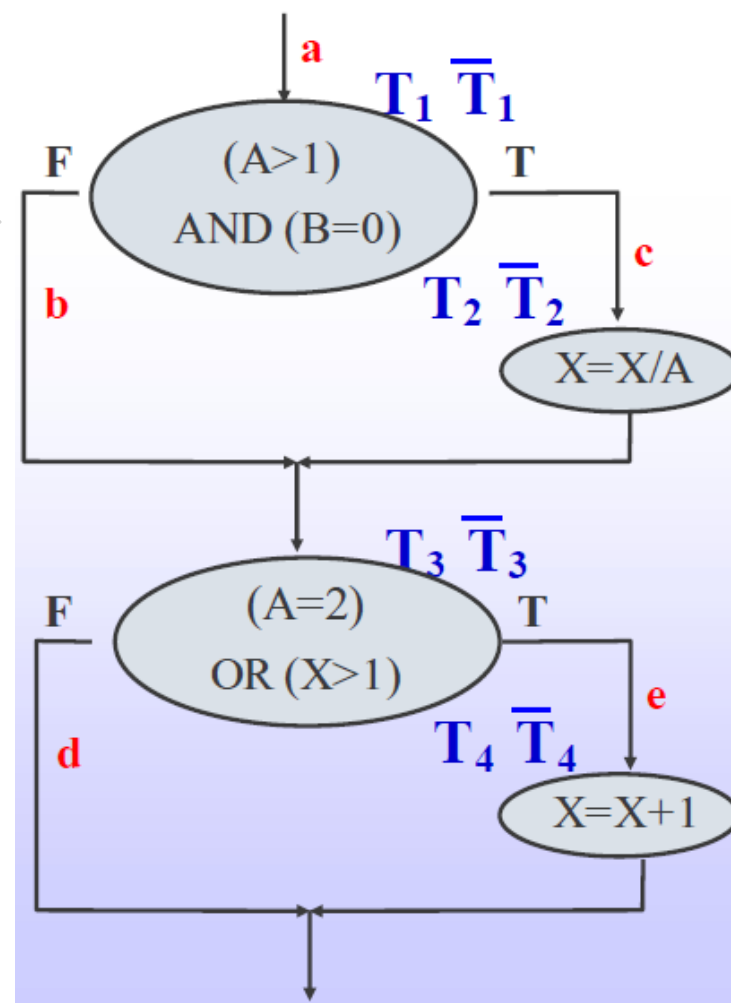 a
T₁ T̅₁
F
(A>1)
T
AND (B=0)
c
b
T₂ T̅₂
X=X/A
T₃ T̅₃
F
(A=2)
T
OR (X>1)
e
d
T₄ T̅₄
X=X+1